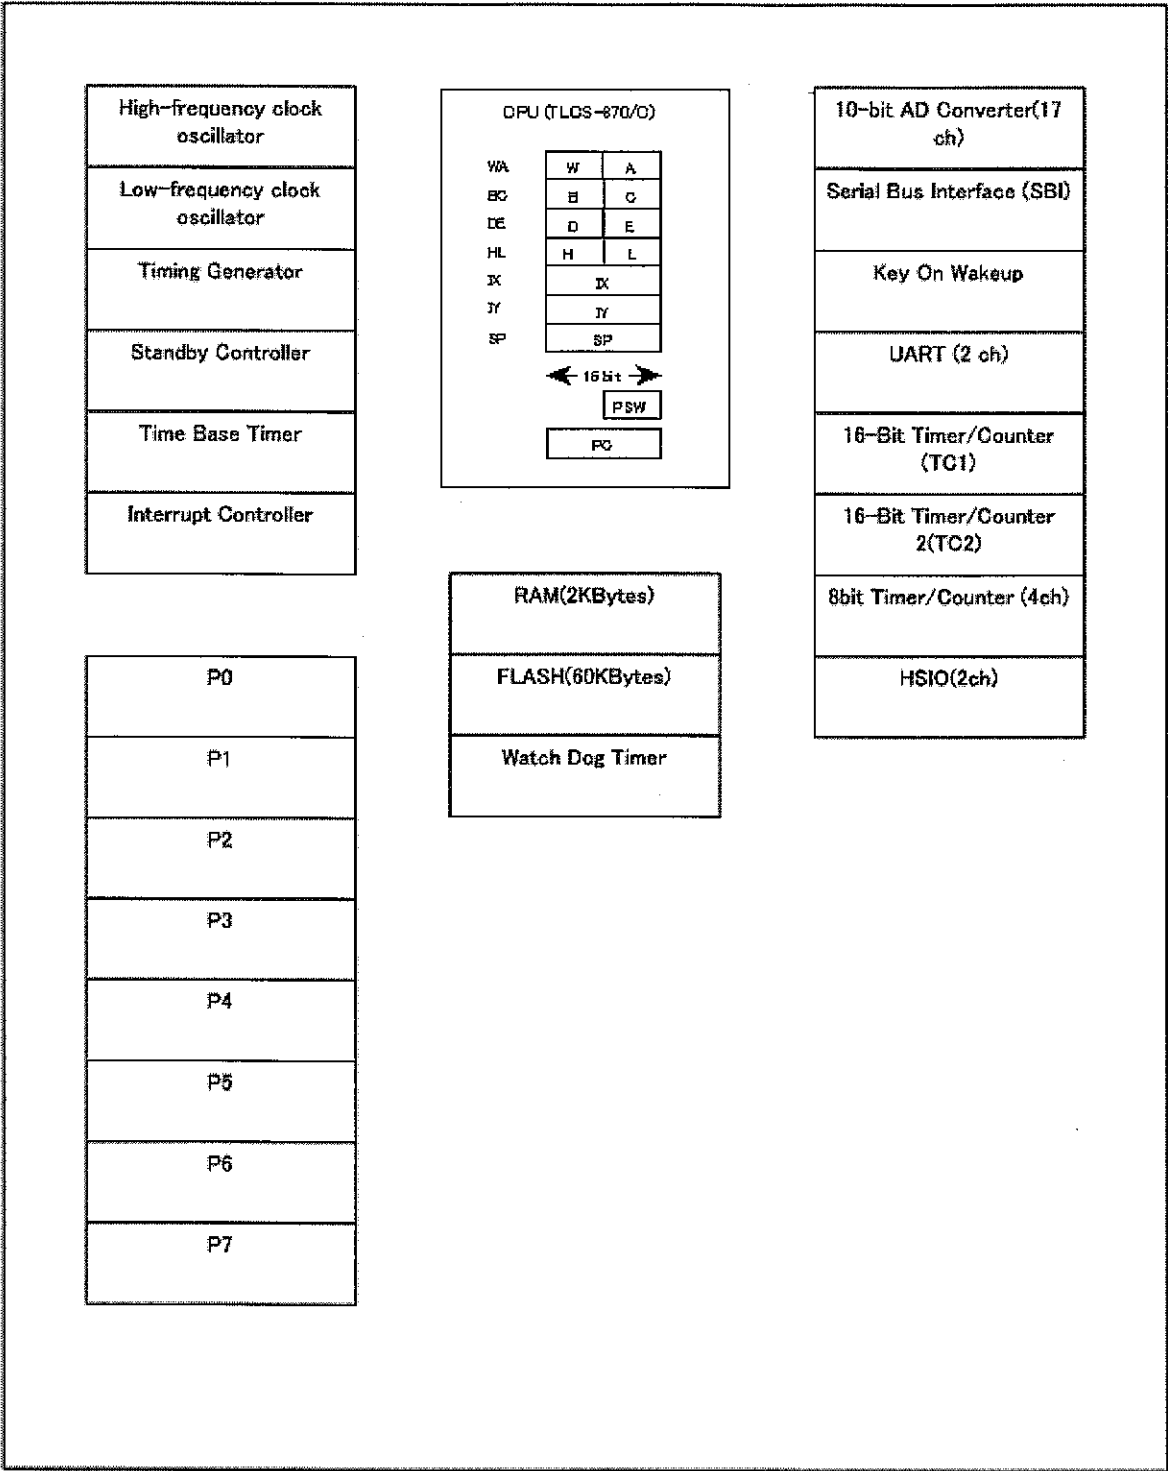 High-frequency clock
oscillator
Low-frequency clock
oscillator
Timing Generator
Standby Controller
Time Base Timer
Interrupt Controller
P0
P1
P2
P3
P4
P5
P6
P7
CPU (TLCS-870/C)
WA W A
BC B C
DE D E
HL H L
IX IX
IY IY
SP SP
16bit
PSW
PC
RAM(2KBytes)
FLASH(60KBytes)
Watch Dog Timer
10-bit AD Converter(17
ch)
Serial Bus Interface (SBI)
Key On Wakeup
UART (2 ch)
16-Bit Timer/Counter
(TC1)
16-Bit Timer/Counter
2(TC2)
8bit Timer/Counter (4ch)
HSIO(2ch)